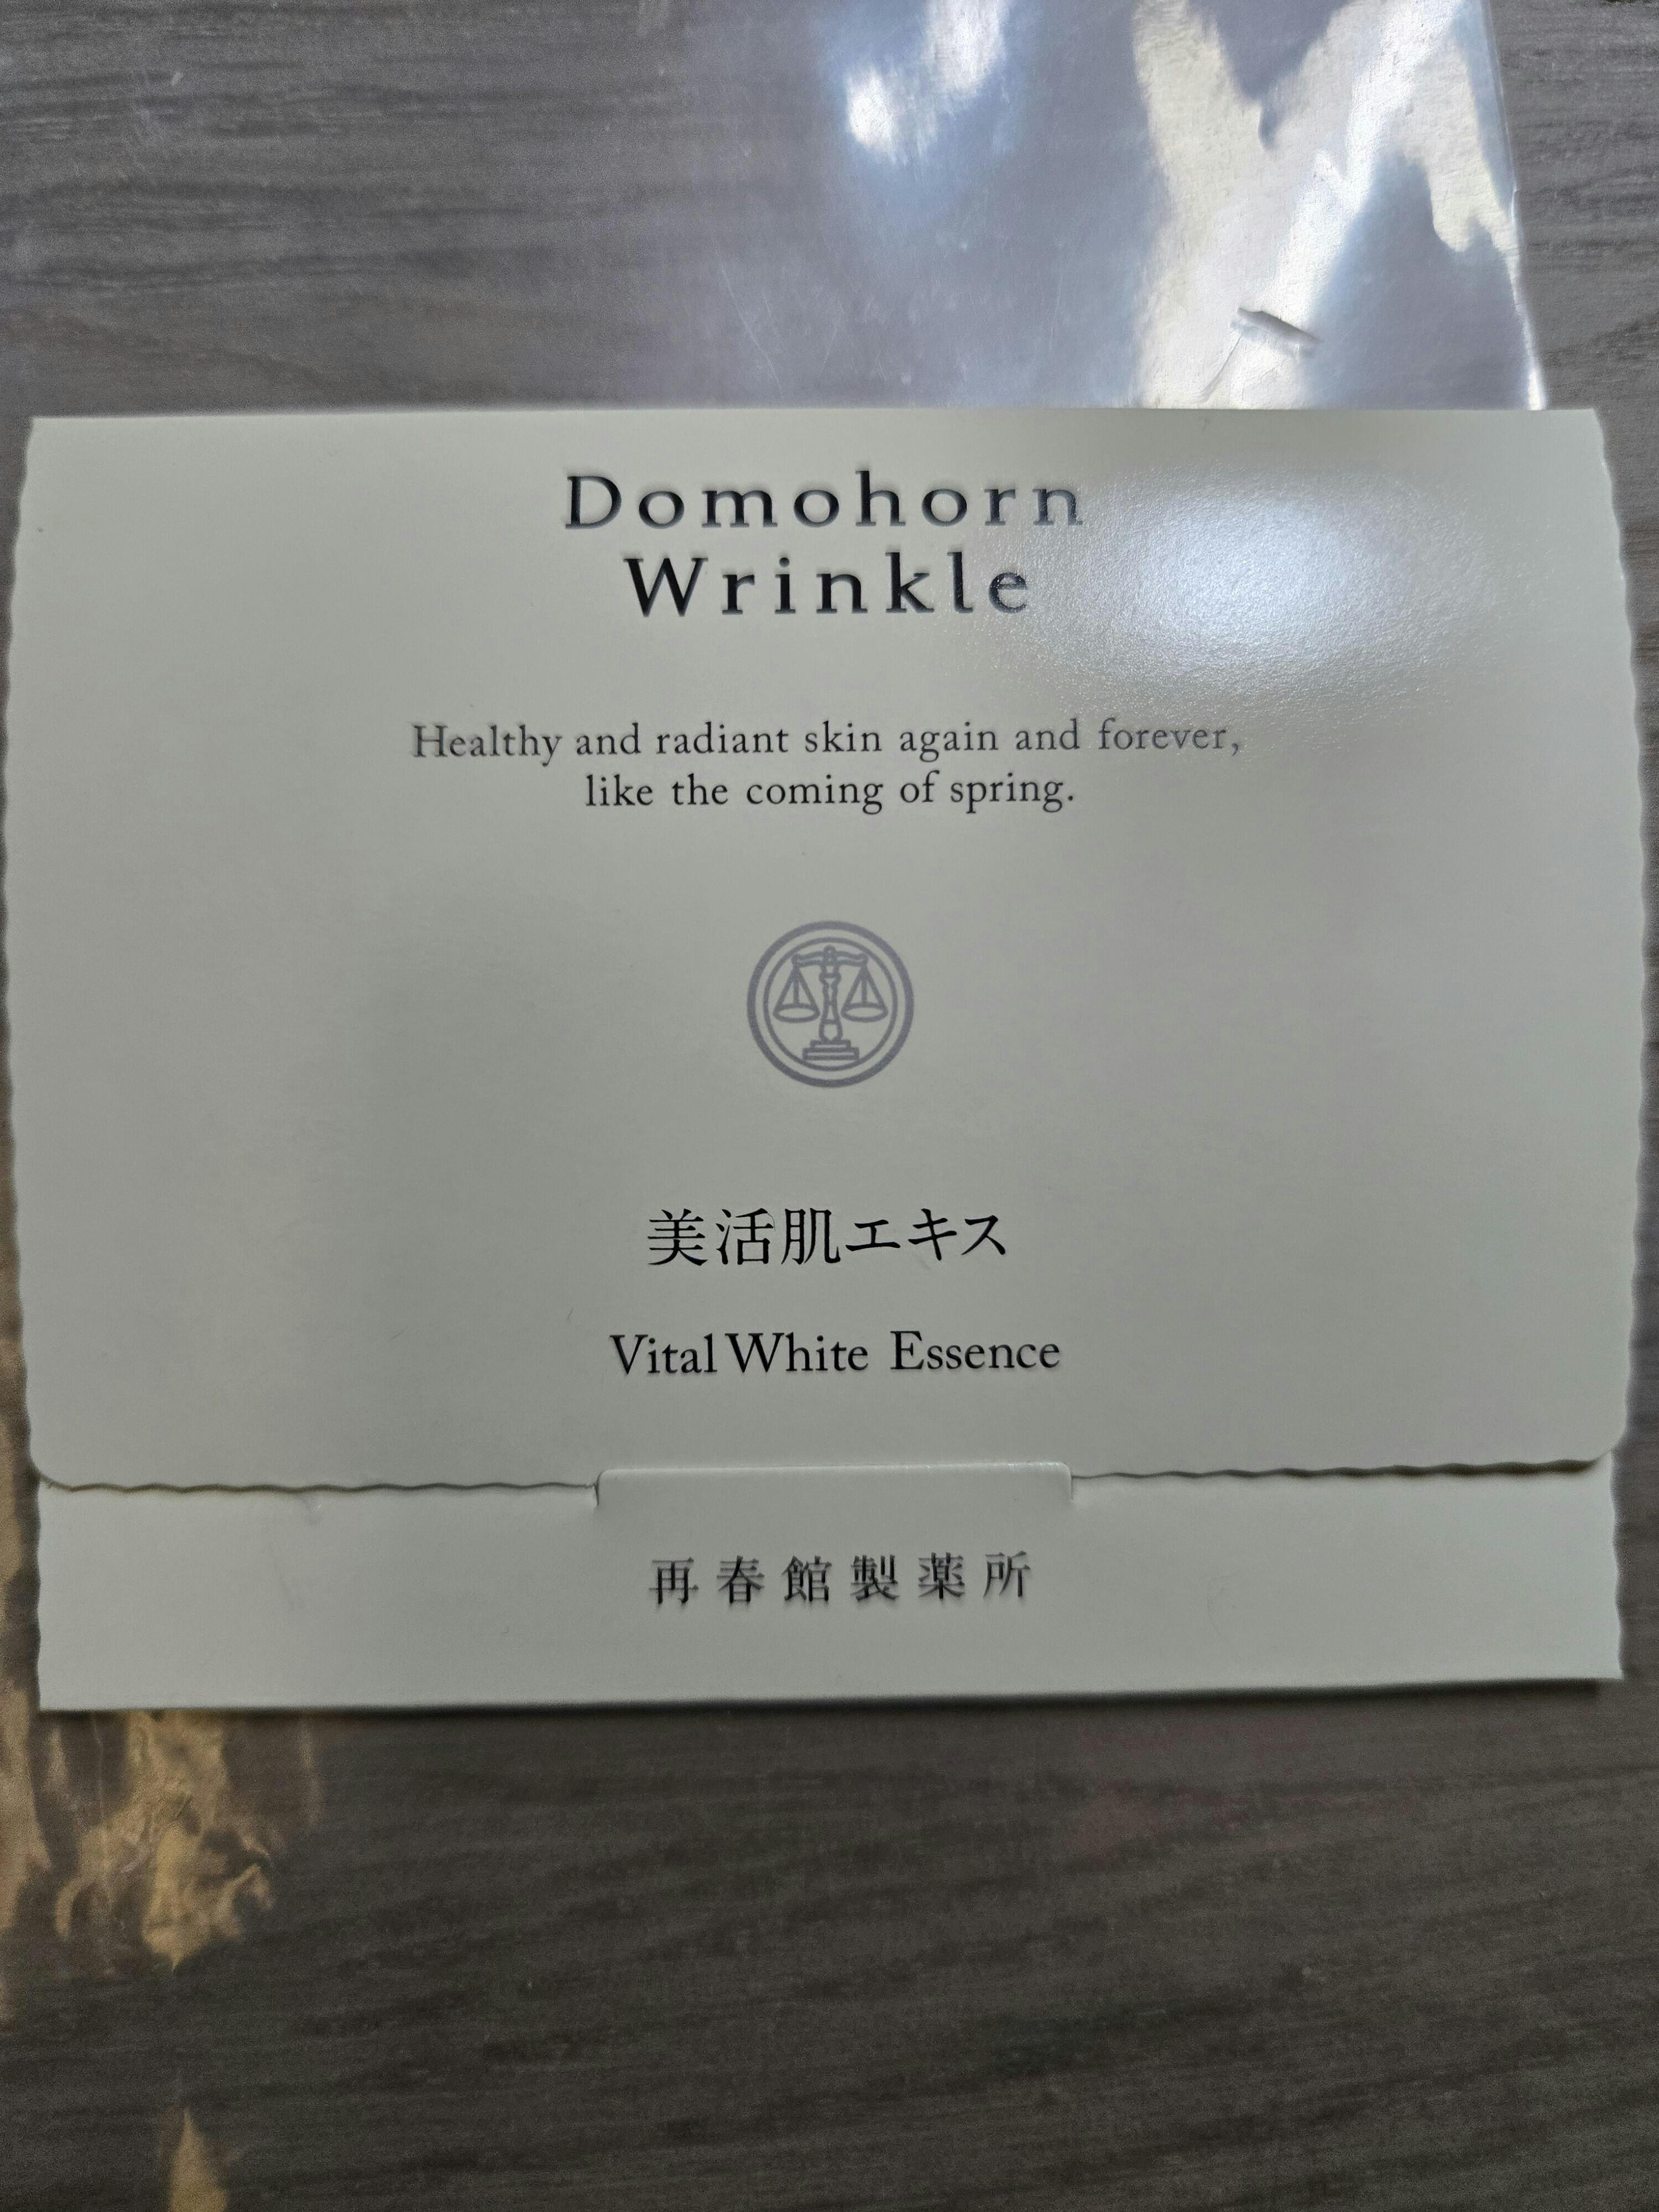 Domohorn
Wrinkle
Healthy and radiant skin again and forever,
like the coming of spring.
美活肌エキス
Vital White Essence
再春館製薬所